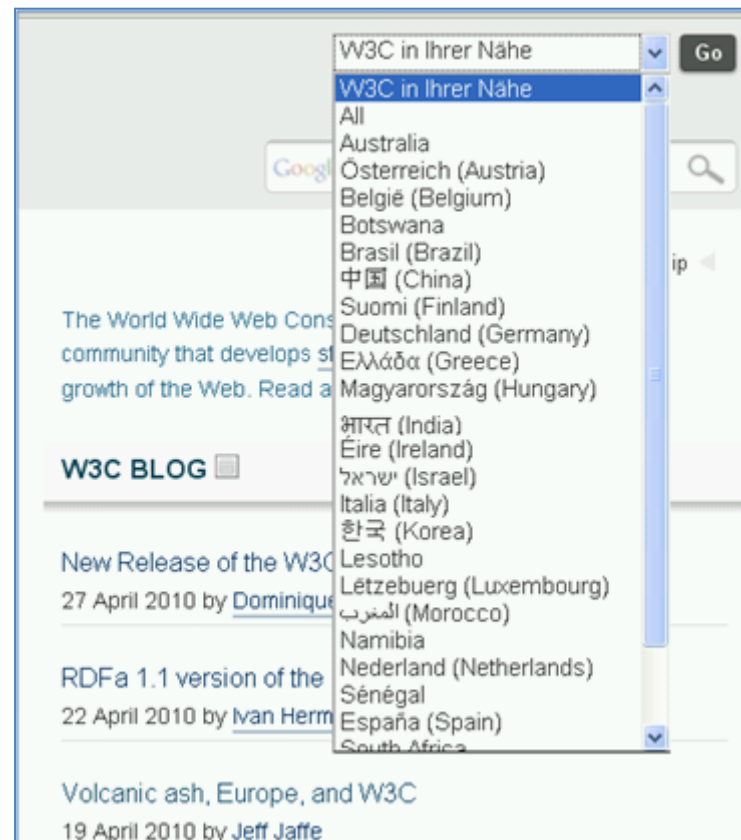 W3C in Ihrer Nähe
Go
W3C in Ihrer Nähe
All
Australia
Österreich (Austria)
België (Belgium)
Botswana
Brasil (Brazil)
中国 (China)
Suomi (Finland)
Deutschland (Germany)
Ελλάδα (Greece)
Magyarország (Hungary)
भारत (India)
Éire (Ireland)
ישראל (Israel)
Italia (Italy)
한국 (Korea)
Lesotho
Lëtzebuerg (Luxembourg)
المغرب (Morocco)
Namibia
Nederland (Netherlands)
Sénégal
España (Spain)
South Africa
Googl
ip
The World Wide Web Cons
community that develops st
growth of the Web. Read a
W3C BLOG
New Release of the W3C
27 April 2010 by Dominique
RDFa 1.1 version of the
22 April 2010 by Ivan Herm
Volcanic ash, Europe, and W3C
19 April 2010 by Jeff Jaffe